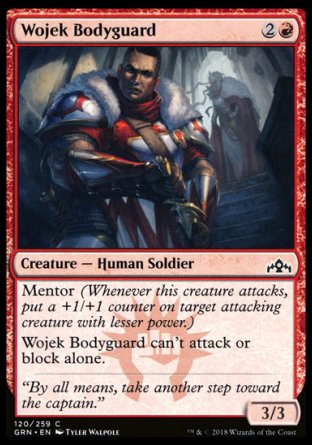 Wojek Bodyguard 2
Creature — Human Soldier
Mentor (Whenever this creature attacks,
put a +1/+1 counter on target attacking
creature with lesser power.)
Wojek Bodyguard can't attack or
block alone.
"By all means, take another step toward
the captain."
3/3
120/259 C
GRN • EN Tyler Walpole
™ & © 2018 Wizards of the Coast